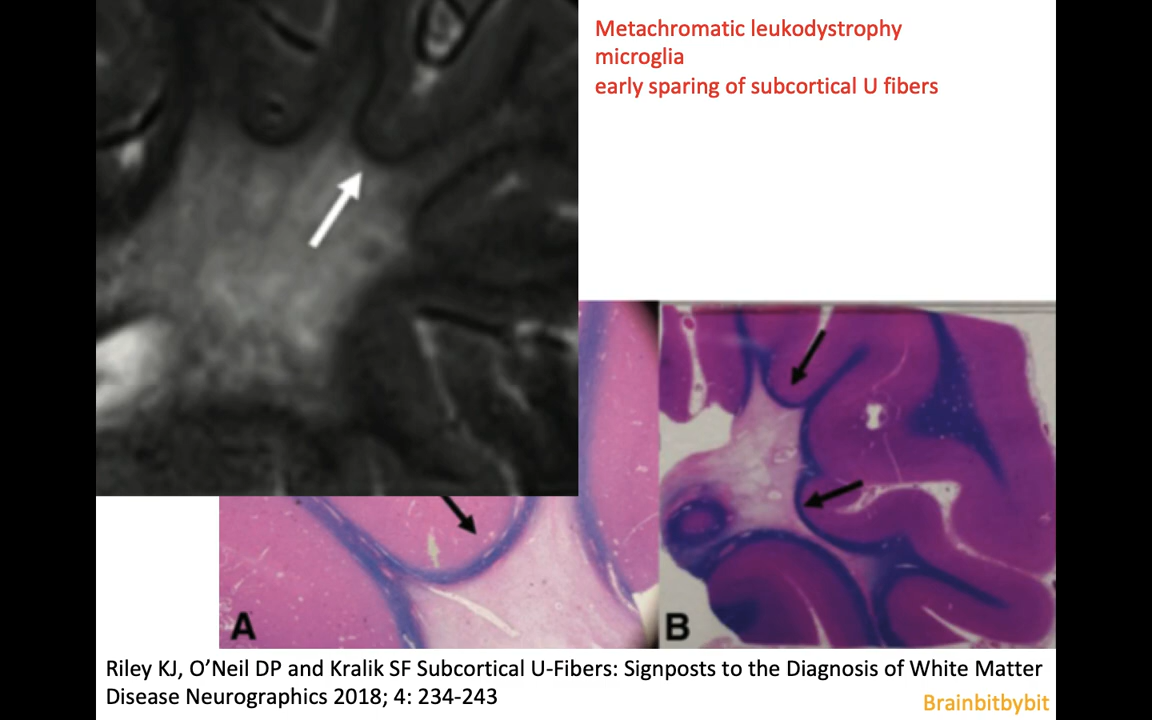 Metachromatic leukodystrophy
microglia
early sparing of subcortical U fibers
A
B
Riley KJ, O’Neil DP and Kralik SF Subcortical U-Fibers: Signposts to the Diagnosis of White Matter
Disease Neurographics 2018; 4: 234-243
Brainbitbybit